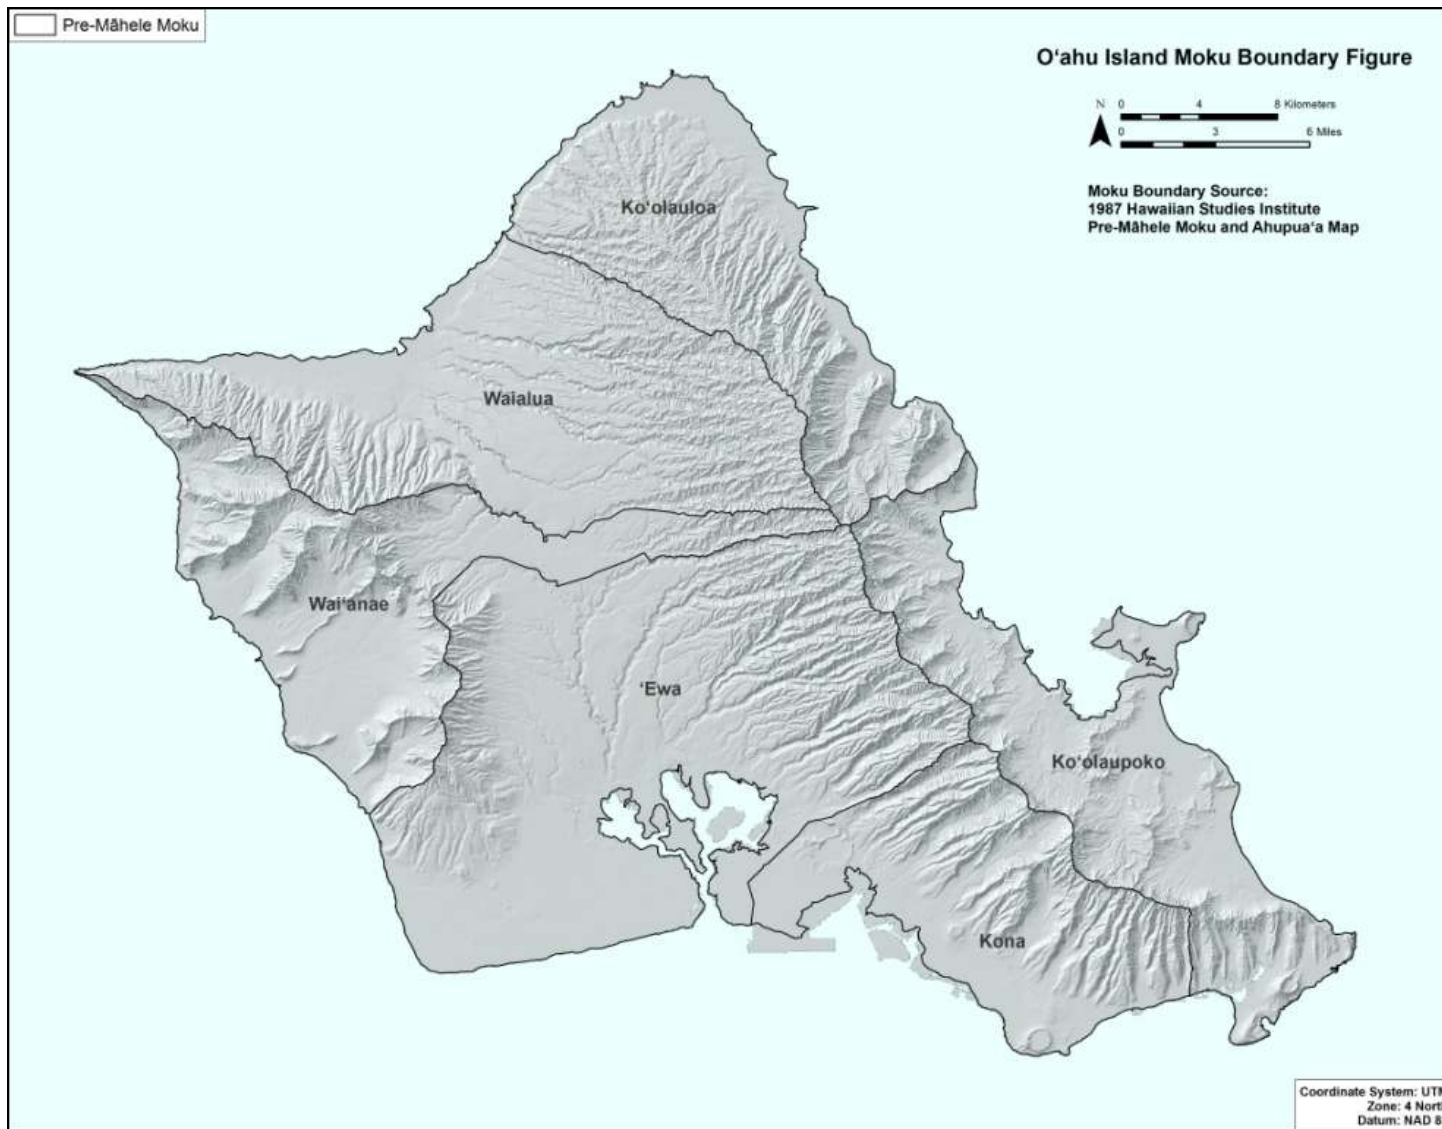 Pre-Māhele Moku
O‘ahu Island Moku Boundary Figure
N 0 4 8 Kilometers
0 3 6 Miles
Moku Boundary Source:
1987 Hawaiian Studies Institute
Pre-Māhele Moku and Ahupua‘a Map
Ko‘olauloa
Waialua
Wai‘anae
‘Ewa
Ko‘olaupoko
Kona
Coordinate System: UTM
Zone: 4 North
Datum: NAD 8